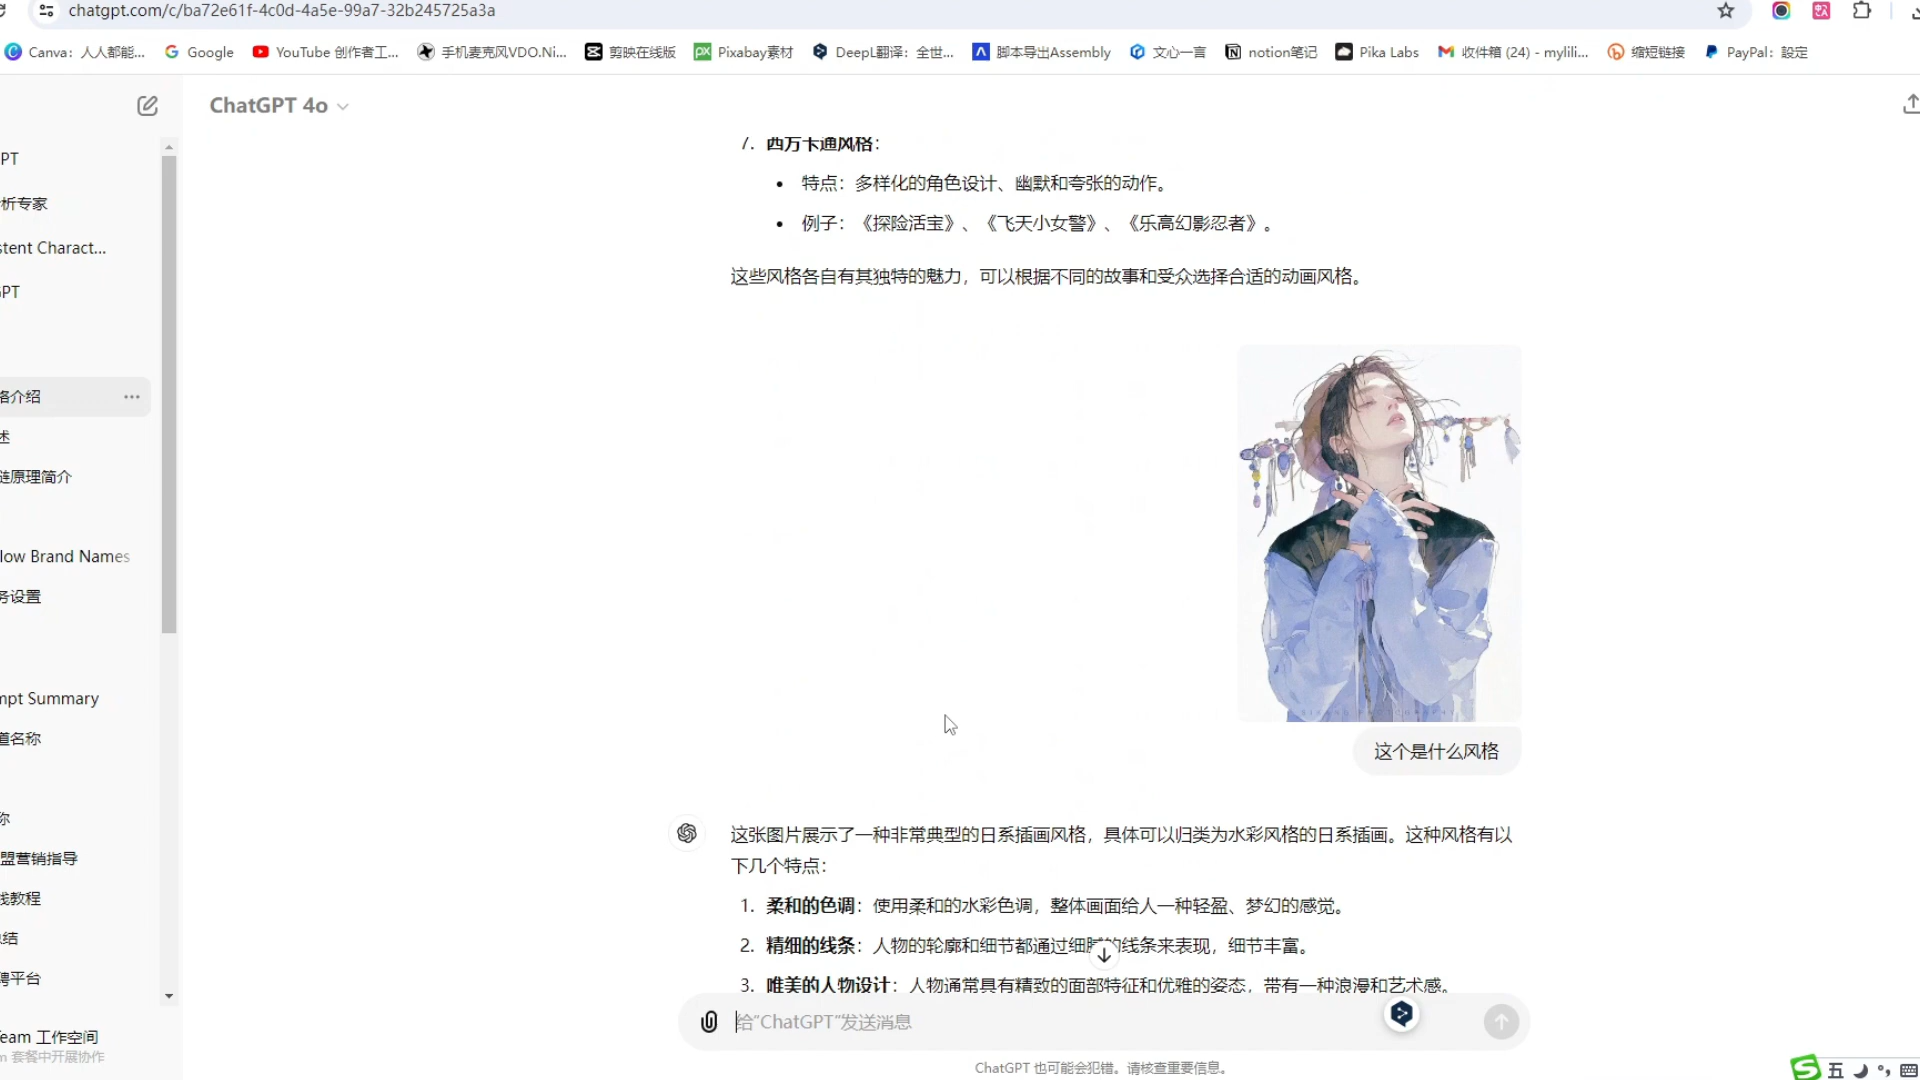 chatgpt.com/c/ba72e61f-4c0d-4a5e-99a7-32b245725a3a
Canva：人人都能...
Google
YouTube 创作者工...
手机麦克风VDO.Ni...
剪映在线版
Pixabay素材
DeepL翻译：全世...
脚本导出Assembly
文心一言
notion笔记
Pika Labs
收件箱 (24) - mylili...
缩短链接
PayPal：設定
ChatGPT 4o
PT
析专家
stent Charact...
PT
格介绍
述
链原理简介
low Brand Names
务设置
mpt Summary
道名称
称
盟营销指导
线教程
总结
聘平台
Team 工作空间
套餐中开展协作
7. 西方卡通风格：
• 特点：多样化的角色设计、幽默和夸张的动作。
• 例子：《探险活宝》、《飞天小女警》、《乐高幻影忍者》。
这些风格各自有其独特的魅力，可以根据不同的故事和受众选择合适的动画风格。
这个是什么风格
这张图片展示了一种非常典型的日系插画风格，具体可以归类为水彩风格的日系插画。这种风格有以
下几个特点：
1. 柔和的色调：使用柔和的水彩色调，整体画面给人一种轻盈、梦幻的感觉。
2. 精细的线条：人物的轮廓和细节都通过细腻的线条来表现，细节丰富。
3. 唯美的人物设计：人物通常具有精致的面部特征和优雅的姿态，带有一种浪漫和艺术感。
给"ChatGPT"发送消息
ChatGPT 也可能会犯错。请核查重要信息。
五